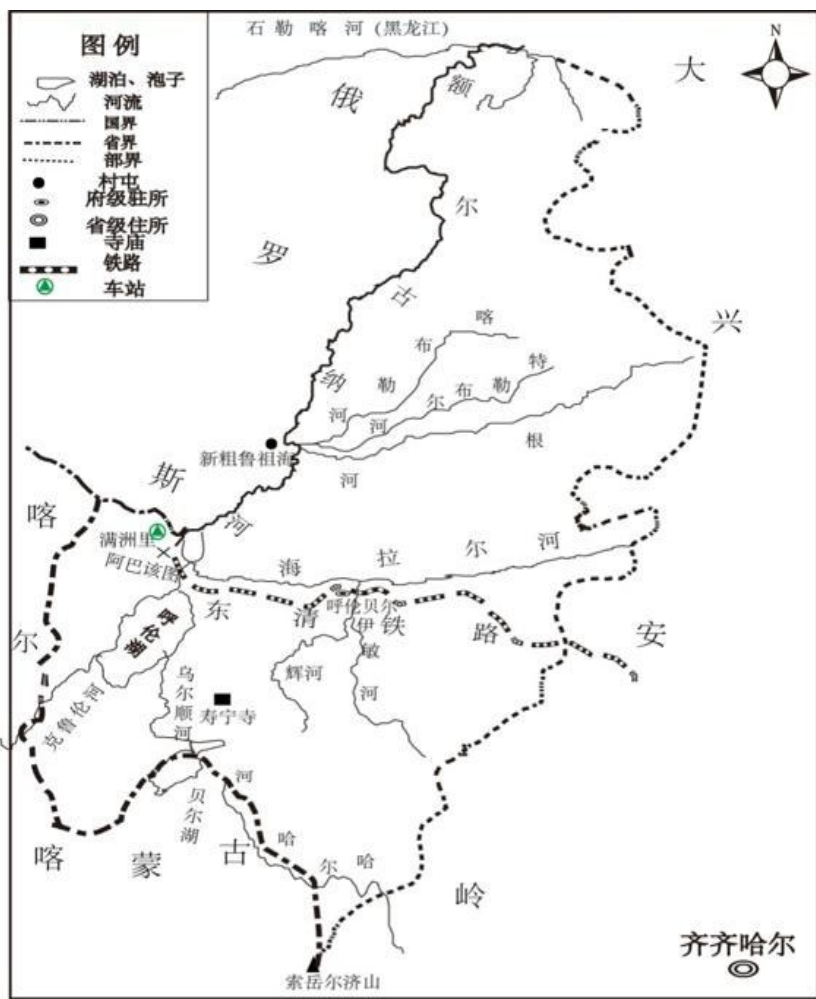 石勒喀河(黑龙江)
图例
湖泊、泡子
河流
国界
省界
部界
村屯
府级驻所
省级住所
寺庙
铁路
车站
N
大
兴
安
岭
俄
罗
斯
额
尔
古
纳
河
喀
布
勒
河
特
勒
布
尔
河
根
河
新粗鲁祖海
喀
尔
喀
蒙
古
满洲里
阿巴该图
海拉尔河
东清铁路
呼伦贝尔
呼伦湖
伊敏河
辉河
克鲁伦河
乌尔顺河
寿宁寺
贝尔湖
哈
尔
哈
河
索岳尔济山
齐齐哈尔